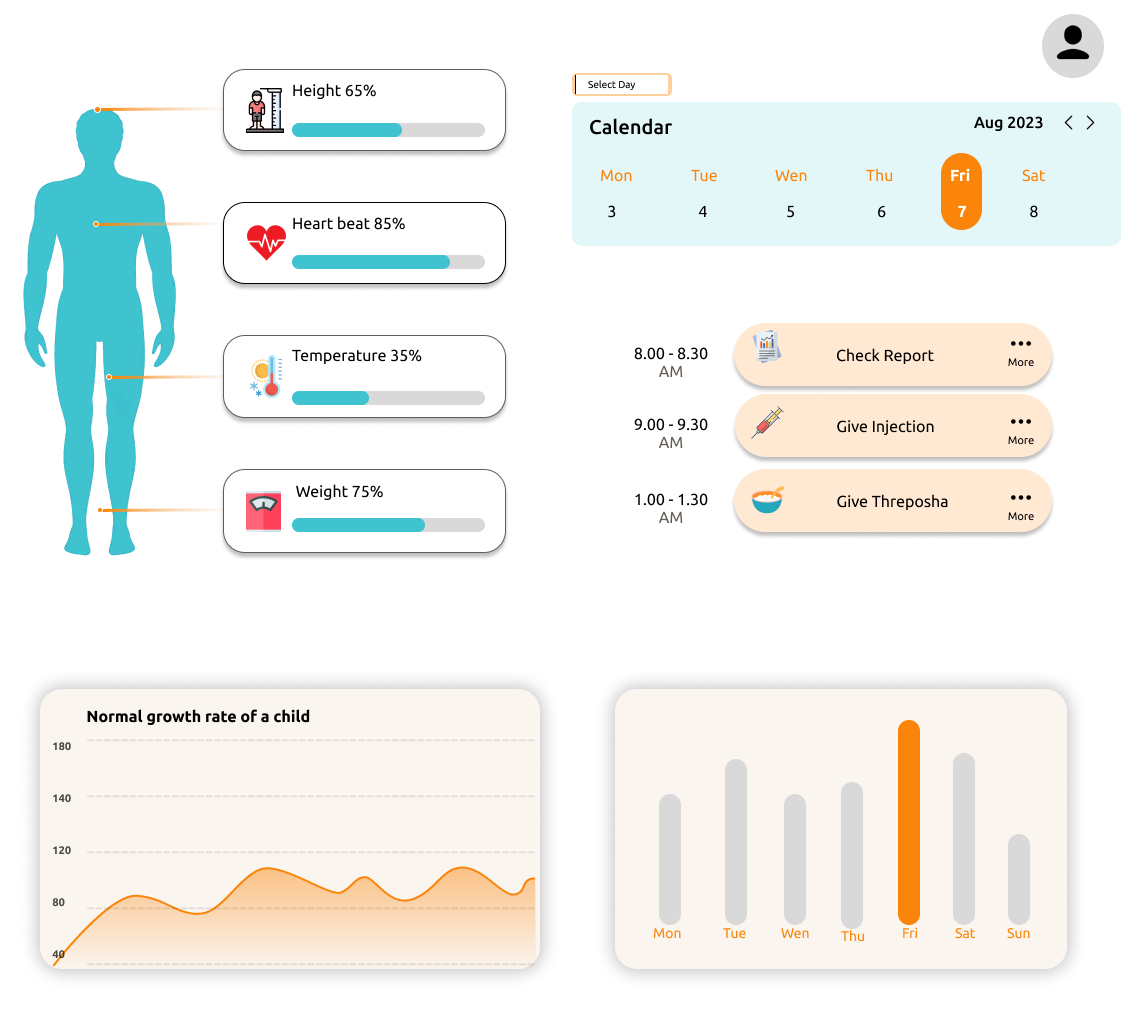 Height 65%
Heart beat 85%
Temperature 35%
Weight 75%
Select Day
Calendar
Aug 2023
Mon Tue Wen Thu Fri Sat
3 4 5 6 7 8
8.00 - 8.30
AM
Check Report
More
9.00 - 9.30
AM
Give Injection
More
1.00 - 1.30
AM
Give Threposha
More
Normal growth rate of a child
180
140
120
80
40
Mon Tue Wen Thu Fri Sat Sun